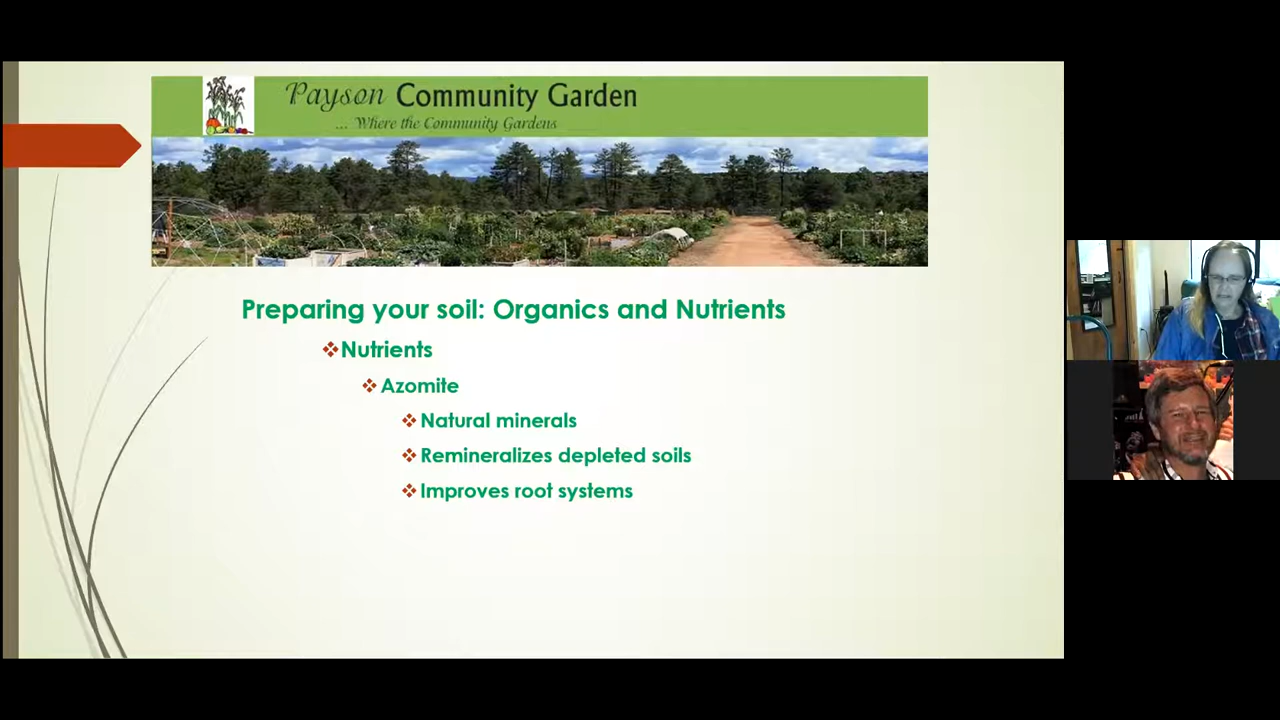 Payson Community Garden
... Where the Community Gardens
Preparing your soil: Organics and Nutrients
Nutrients
Azomite
Natural minerals
Remineralizes depleted soils
Improves root systems